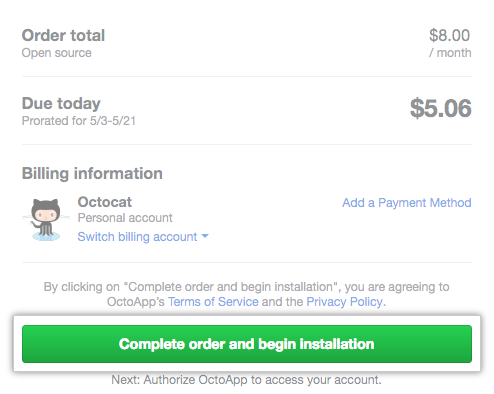 Order total
$8.00
Open source
/ month
Due today
$5.06
Prorated for 5/3-5/21
Billing information
Octocat
Personal account
Add a Payment Method
Switch billing account
By clicking on "Complete order and begin installation", you are agreeing to
OctoApp's Terms of Service and the Privacy Policy.
Complete order and begin installation
Next: Authorize OctoApp to access your account.